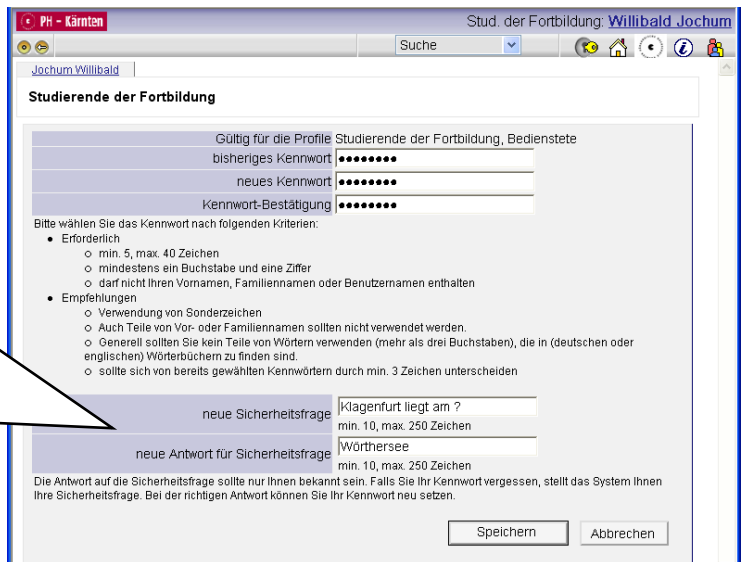 PH - Kärnten
Stud. der Fortbildung: Willibald Jochum
Suche
Jochum Willibald
Studierende der Fortbildung
Gültig für die Profile Studierende der Fortbildung, Bedienstete
bisheriges Kennwort ••••••••
neues Kennwort ••••••••
Kennwort-Bestätigung ••••••••
Bitte wählen Sie das Kennwort nach folgenden Kriterien:
• Erforderlich
o min. 5, max. 40 Zeichen
o mindestens ein Buchstabe und eine Ziffer
o darf nicht Ihren Vornamen, Familiennamen oder Benutzernamen enthalten
• Empfehlungen
o Verwendung von Sonderzeichen
o Auch Teile von Vor- oder Familiennamen sollten nicht verwendet werden.
o Generell sollten Sie kein Teile von Wörtern verwenden (mehr als drei Buchstaben), die in (deutschen oder
englischen) Wörterbüchern zu finden sind.
o sollte sich von bereits gewählten Kennwörtern durch min. 3 Zeichen unterscheiden
neue Sicherheitsfrage Klagenfurt liegt am ?
min. 10, max. 250 Zeichen
neue Antwort für Sicherheitsfrage Wörthersee
min. 10, max. 250 Zeichen
Die Antwort auf die Sicherheitsfrage sollte nur Ihnen bekannt sein. Falls Sie Ihr Kennwort vergessen, stellt das System Ihnen
Ihre Sicherheitsfrage. Bei der richtigen Antwort können Sie Ihr Kennwort neu setzen.
Speichern Abbrechen